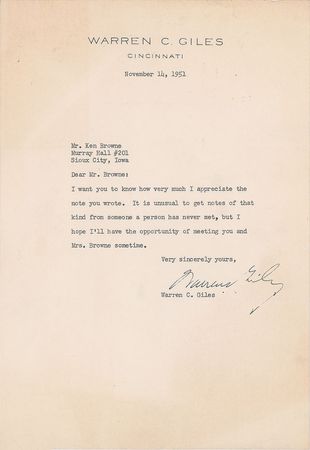 WARREN C. GILES
CINCINNATI
November 14, 1951
Mr. Ken Browne
Murray Hall #201
Sioux City, Iowa
Dear Mr. Browne:
I want you to know how very much I appreciate the
note you wrote. It is unusual to get notes of that
kind from someone a person has never met, but I
hope I'll have the opportunity of meeting you and
Mrs. Browne sometime.
Very sincerely yours,
Warren Giles
Warren C. Giles